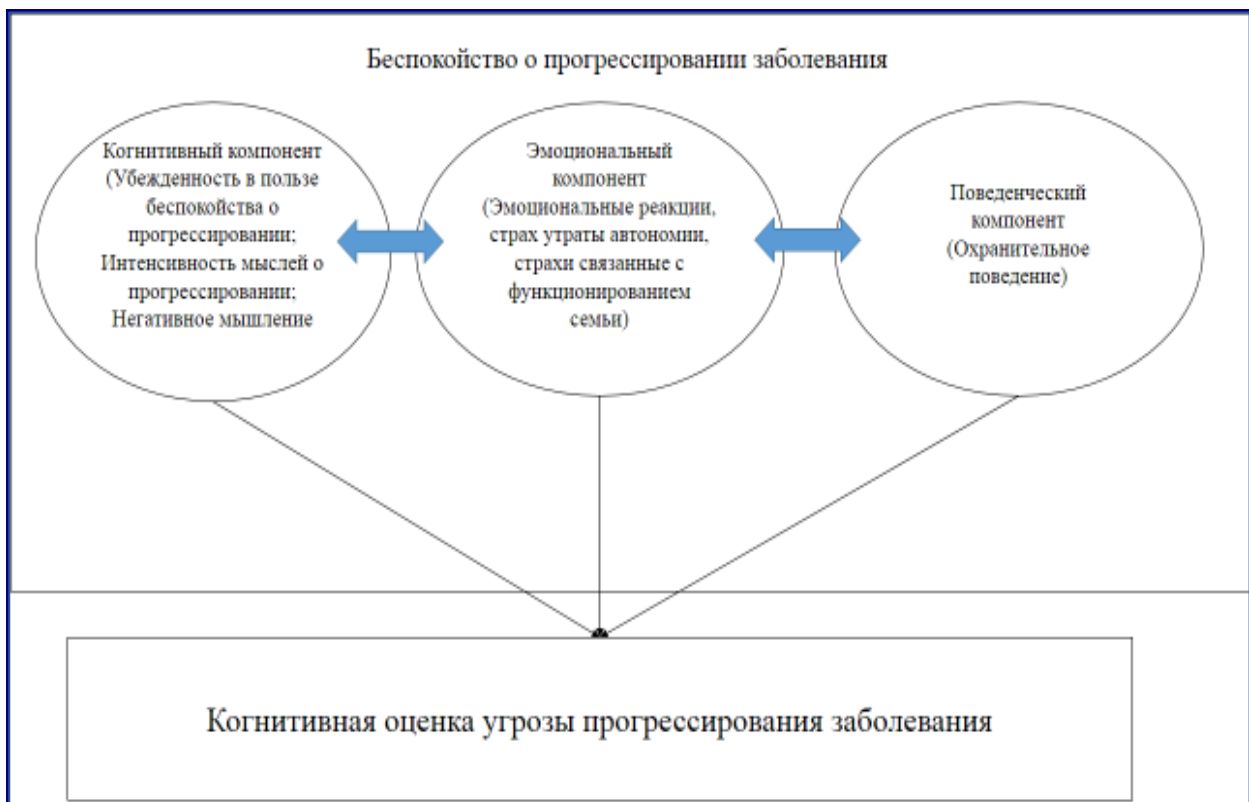 Беспокойство о прогрессировании заболевания
Когнитивный компонент
(Убежденность в пользе
беспокойства о
прогрессировании;
Интенсивность мыслей о
прогрессировании;
Негативное мышление
Эмоциональный
компонент
(Эмоциональные реакции,
страх утраты автономии,
страхи связанные с
функционированием
семьи)
Поведенческий
компонент
(Охранительное
поведение)
Когнитивная оценка угрозы прогрессирования заболевания